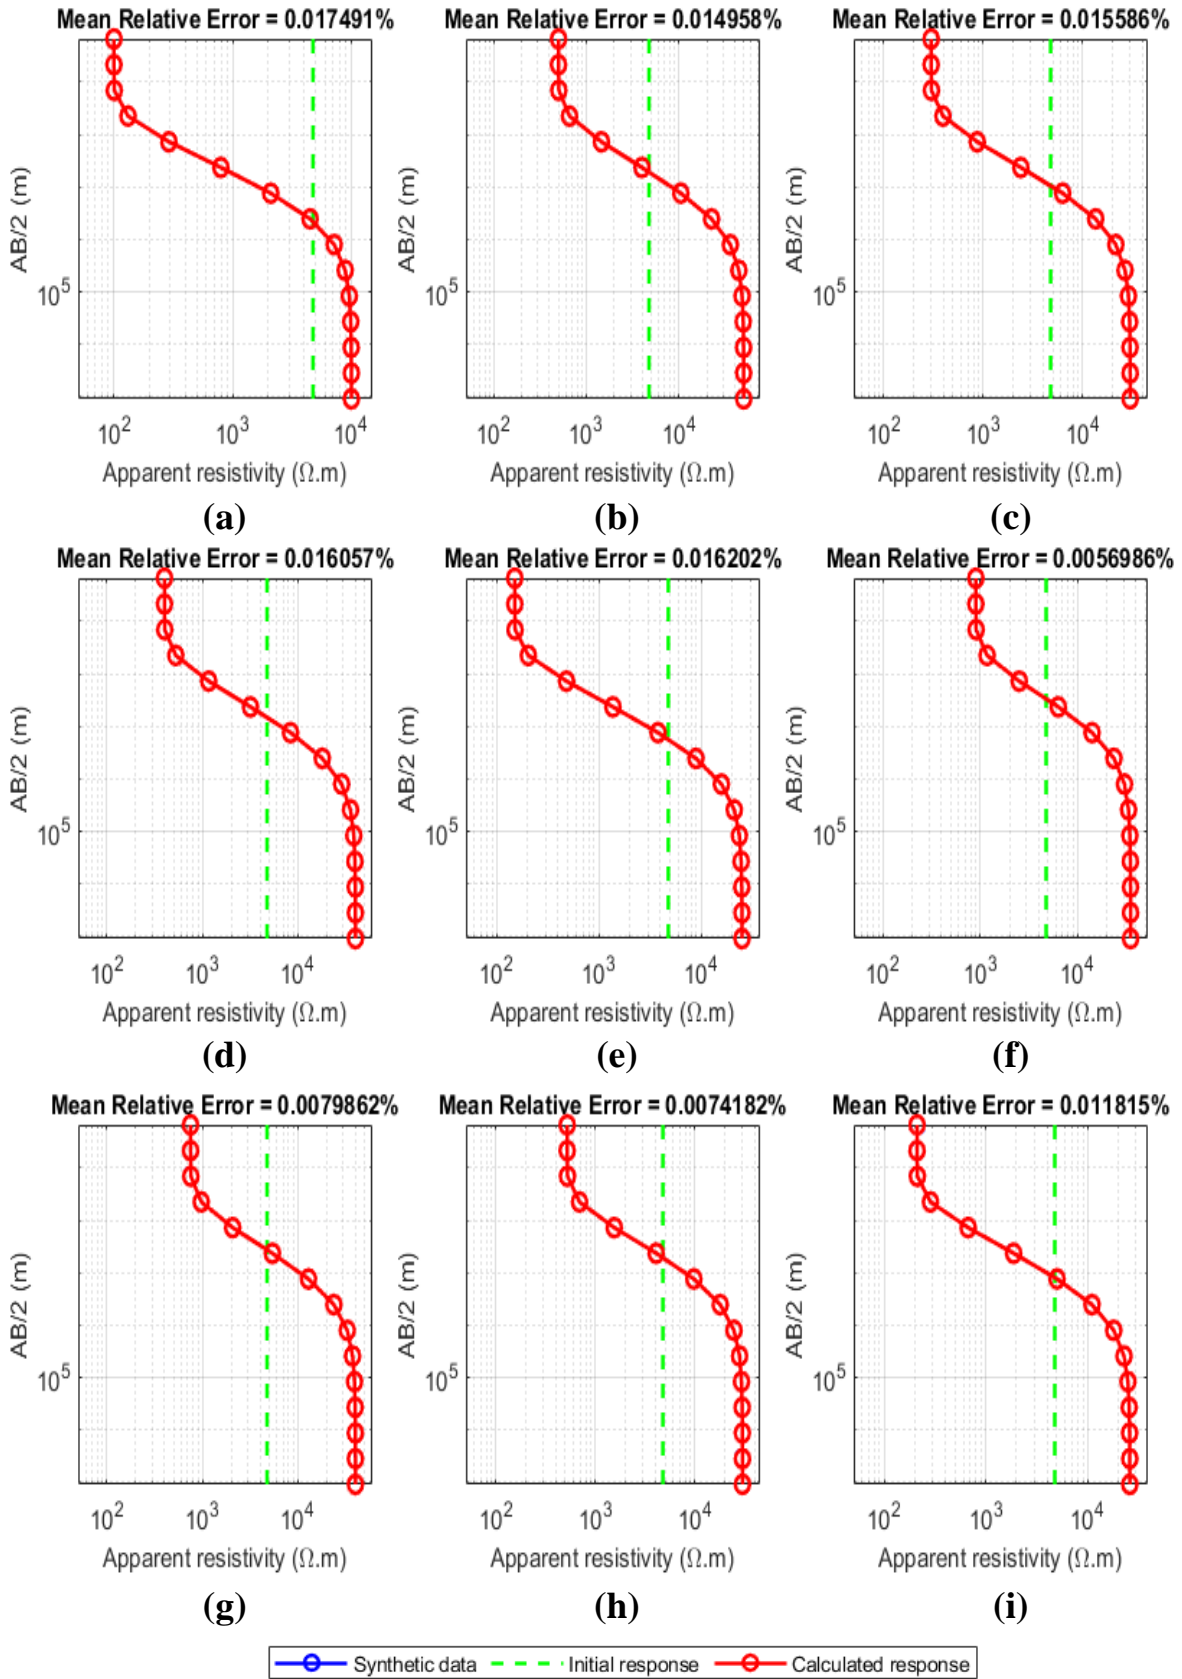 Mean Relative Error = 0.017491%
AB/2 (m)
10^5
10^2 10^3 10^4
Apparent resistivity (Ω.m)
(a)
Mean Relative Error = 0.014958%
AB/2 (m)
10^5
10^2 10^3 10^4
Apparent resistivity (Ω.m)
(b)
Mean Relative Error = 0.015586%
AB/2 (m)
10^5
10^2 10^3 10^4
Apparent resistivity (Ω.m)
(c)
Mean Relative Error = 0.016057%
AB/2 (m)
10^5
10^2 10^3 10^4
Apparent resistivity (Ω.m)
(d)
Mean Relative Error = 0.016202%
AB/2 (m)
10^5
10^2 10^3 10^4
Apparent resistivity (Ω.m)
(e)
Mean Relative Error = 0.0056986%
AB/2 (m)
10^5
10^2 10^3 10^4
Apparent resistivity (Ω.m)
(f)
Mean Relative Error = 0.0079862%
AB/2 (m)
10^5
10^2 10^3 10^4
Apparent resistivity (Ω.m)
(g)
Mean Relative Error = 0.0074182%
AB/2 (m)
10^5
10^2 10^3 10^4
Apparent resistivity (Ω.m)
(h)
Mean Relative Error = 0.011815%
AB/2 (m)
10^5
10^2 10^3 10^4
Apparent resistivity (Ω.m)
(i)
Synthetic data Initial response Calculated response